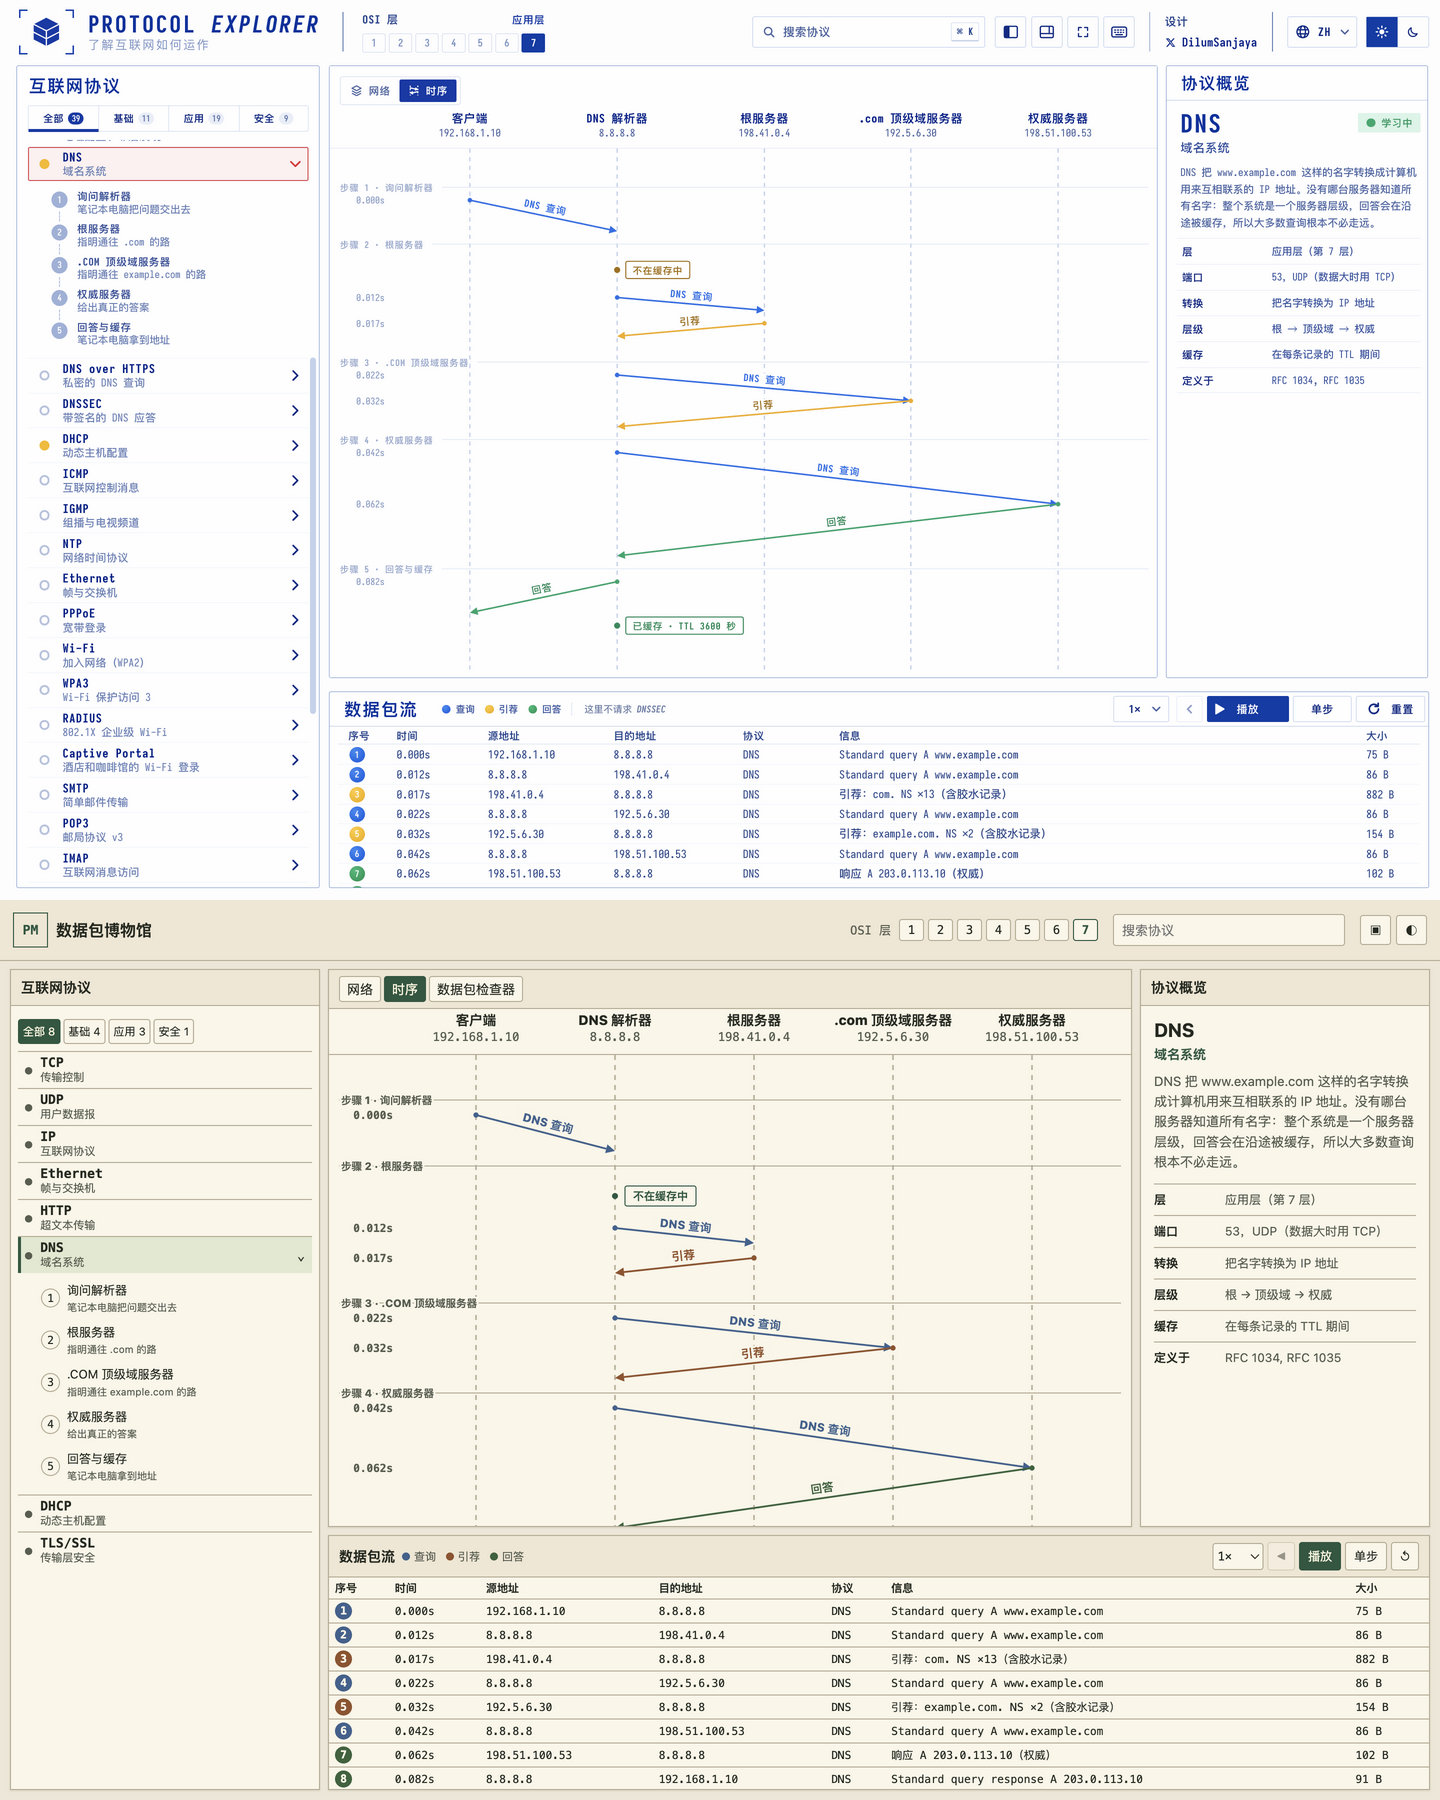 PROTOCOL EXPLORER
了解互联网如何运作
OSI 层
应用层
1 2 3 4 5 6 7
搜索协议
⌘ K
设计
𝕏 DilumSanjaya
ZH
互联网协议
全部 39
基础 11
应用 19
安全 9
DNS
域名系统
1 询问解析器
笔记本电脑把问题交出去
2 根服务器
指明通往 .com 的路
3 .COM 顶级域服务器
指明通往 example.com 的路
4 权威服务器
给出真正的答案
5 回答与缓存
笔记本电脑拿到地址
DNS over HTTPS
私密的 DNS 查询
DNSSEC
带签名的 DNS 应答
DHCP
动态主机配置
ICMP
互联网控制消息
IGMP
组播与电视频道
NTP
网络时间协议
Ethernet
帧与交换机
PPPoE
宽带登录
Wi-Fi
加入网络 (WPA2)
WPA3
Wi-Fi 保护访问 3
RADIUS
802.1X 企业级 Wi-Fi
Captive Portal
酒店和咖啡馆的 Wi-Fi 登录
SMTP
简单邮件传输
POP3
邮局协议 v3
IMAP
互联网消息访问
网络
时序
客户端
192.168.1.10
DNS 解析器
8.8.8.8
根服务器
198.41.0.4
.com 顶级域服务器
192.5.6.30
权威服务器
198.51.100.53
步骤 1 · 询问解析器
0.000s
DNS 查询
步骤 2 · 根服务器
不在缓存中
0.012s
DNS 查询
0.017s
引荐
步骤 3 · .COM 顶级域服务器
0.022s
DNS 查询
0.032s
引荐
步骤 4 · 权威服务器
0.042s
DNS 查询
0.062s
回答
步骤 5 · 回答与缓存
0.082s
回答
已缓存 · TTL 3600 秒
协议概览
DNS
学习中
域名系统
DNS 把 www.example.com 这样的名字转换成计算机
用来互相联系的 IP 地址。没有哪台服务器知道所
有名字：整个系统是一个服务器层级，回答会在沿
途被缓存，所以大多数查询根本不必走远。
层 应用层（第 7 层）
端口 53, UDP（数据大时用 TCP）
转换 把名字转换为 IP 地址
层级 根 → 顶级域 → 权威
缓存 在每条记录的 TTL 期间
定义于 RFC 1034, RFC 1035
数据包流
查询 引荐 回答
这里不请求 DNSSEC
1×
播放
单步
重置
序号 时间 源地址 目的地址 协议 信息 大小
1 0.000s 192.168.1.10 8.8.8.8 DNS Standard query A www.example.com 75 B
2 0.012s 8.8.8.8 198.41.0.4 DNS Standard query A www.example.com 86 B
3 0.017s 198.41.0.4 8.8.8.8 DNS 引荐: com. NS ×13 (含胶水记录) 882 B
4 0.022s 8.8.8.8 192.5.6.30 DNS Standard query A www.example.com 86 B
5 0.032s 192.5.6.30 8.8.8.8 DNS 引荐: example.com. NS ×2 (含胶水记录) 154 B
6 0.042s 8.8.8.8 198.51.100.53 DNS Standard query A www.example.com 86 B
7 0.062s 198.51.100.53 8.8.8.8 DNS 响应 A 203.0.113.10 (权威) 102 B
PM
数据包博物馆
OSI 层
1 2 3 4 5 6 7
搜索协议
互联网协议
全部 8
基础 4
应用 3
安全 1
TCP
传输控制
UDP
用户数据报
IP
互联网协议
Ethernet
帧与交换机
HTTP
超文本传输
DNS
域名系统
1 询问解析器
笔记本电脑把问题交出去
2 根服务器
指明通往 .com 的路
3 .COM 顶级域服务器
指明通往 example.com 的路
4 权威服务器
给出真正的答案
5 回答与缓存
笔记本电脑拿到地址
DHCP
动态主机配置
TLS/SSL
传输层安全
网络
时序
数据包检查器
客户端
192.168.1.10
DNS 解析器
8.8.8.8
根服务器
198.41.0.4
.com 顶级域服务器
192.5.6.30
权威服务器
198.51.100.53
步骤 1 · 询问解析器
0.000s
DNS 查询
步骤 2 · 根服务器
不在缓存中
0.012s
DNS 查询
0.017s
引荐
步骤 3 · .COM 顶级域服务器
0.022s
DNS 查询
0.032s
引荐
步骤 4 · 权威服务器
0.042s
DNS 查询
0.062s
回答
协议概览
DNS
域名系统
DNS 把 www.example.com 这样的名字转换
成计算机用来互相联系的 IP 地址。没有哪台
服务器知道所有名字：整个系统是一个服务器
层级，回答会在沿途被缓存，所以大多数查询
根本不必走远。
层 应用层（第 7 层）
端口 53，UDP（数据大时用 TCP）
转换 把名字转换为 IP 地址
层级 根 → 顶级域 → 权威
缓存 在每条记录的 TTL 期间
定义于 RFC 1034, RFC 1035
数据包流
查询 引荐 回答
1×
播放
单步
序号 时间 源地址 目的地址 协议 信息 大小
1 0.000s 192.168.1.10 8.8.8.8 DNS Standard query A www.example.com 75 B
2 0.012s 8.8.8.8 198.41.0.4 DNS Standard query A www.example.com 86 B
3 0.017s 198.41.0.4 8.8.8.8 DNS 引荐: com. NS ×13 (含胶水记录) 882 B
4 0.022s 8.8.8.8 192.5.6.30 DNS Standard query A www.example.com 86 B
5 0.032s 192.5.6.30 8.8.8.8 DNS 引荐: example.com. NS ×2 (含胶水记录) 154 B
6 0.042s 8.8.8.8 198.51.100.53 DNS Standard query A www.example.com 86 B
7 0.062s 198.51.100.53 8.8.8.8 DNS 响应 A 203.0.113.10 (权威) 102 B
8 0.082s 8.8.8.8 192.168.1.10 DNS Standard query response A 203.0.113.10 91 B